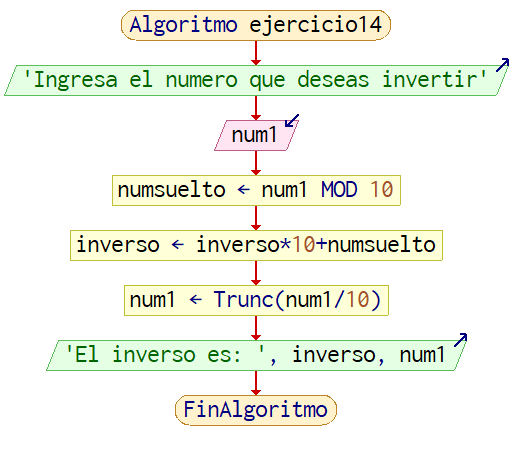 Algoritmo ejercicio14
'Ingresa el numero que deseas invertir'
num1
numsuelto ← num1 MOD 10
inverso ← inverso*10+numsuelto
num1 ← Trunc(num1/10)
'El inverso es: ', inverso, num1
FinAlgoritmo